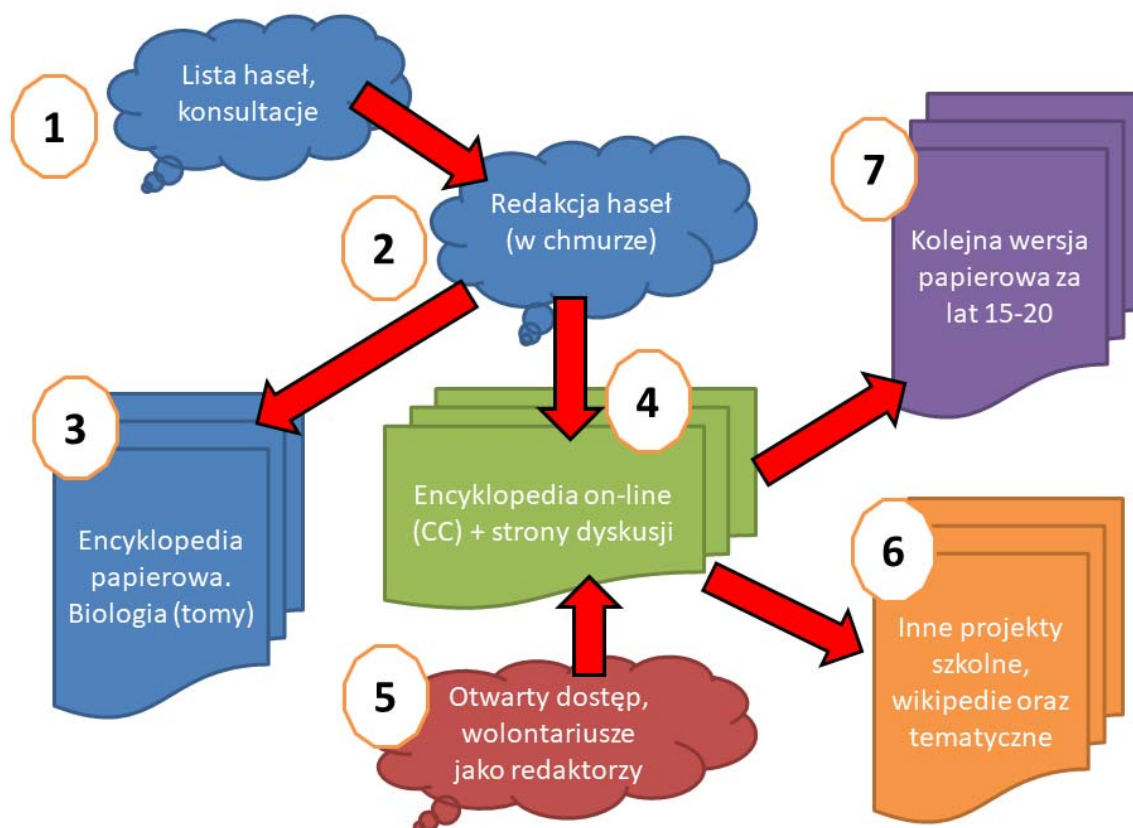 1
Lista haseł,
konsultacje
2
Redakcja haseł
(w chmurze)
3
Encyklopedia
papierowa.
Biologia (tomy)
4
Encyklopedia on-line
(CC) + strony dyskusji
5
Otwarty dostęp,
wolontariusze
jako redaktorzy
6
Inne projekty
szkolne,
wikipedie oraz
tematyczne
7
Kolejna wersja
papierowa za
lat 15-20